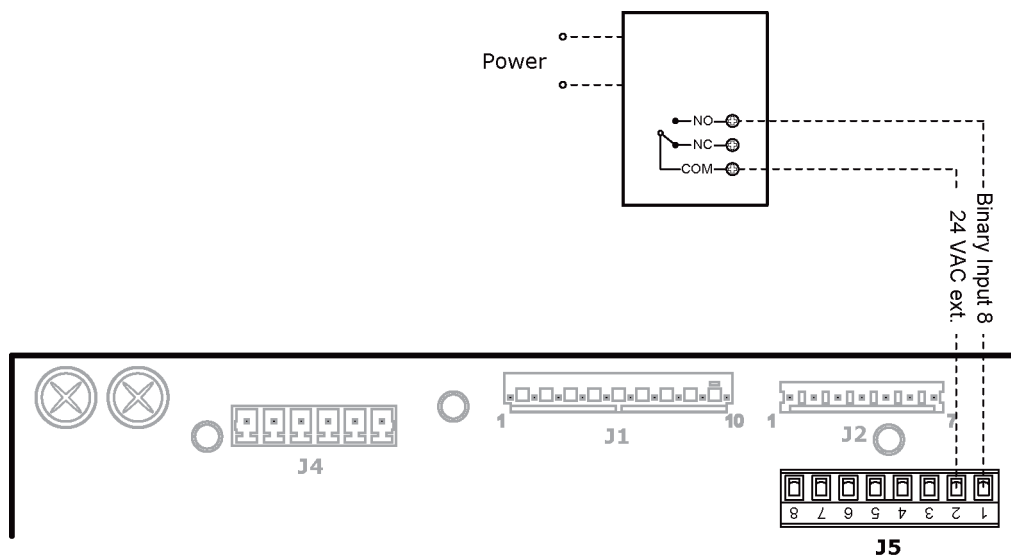 Power
NO
NC
COM
Binary Input 8
24 VAC ext.
1
10
J1
1
7
J2
J4
8 7 6 5 4 3 2 1
J5